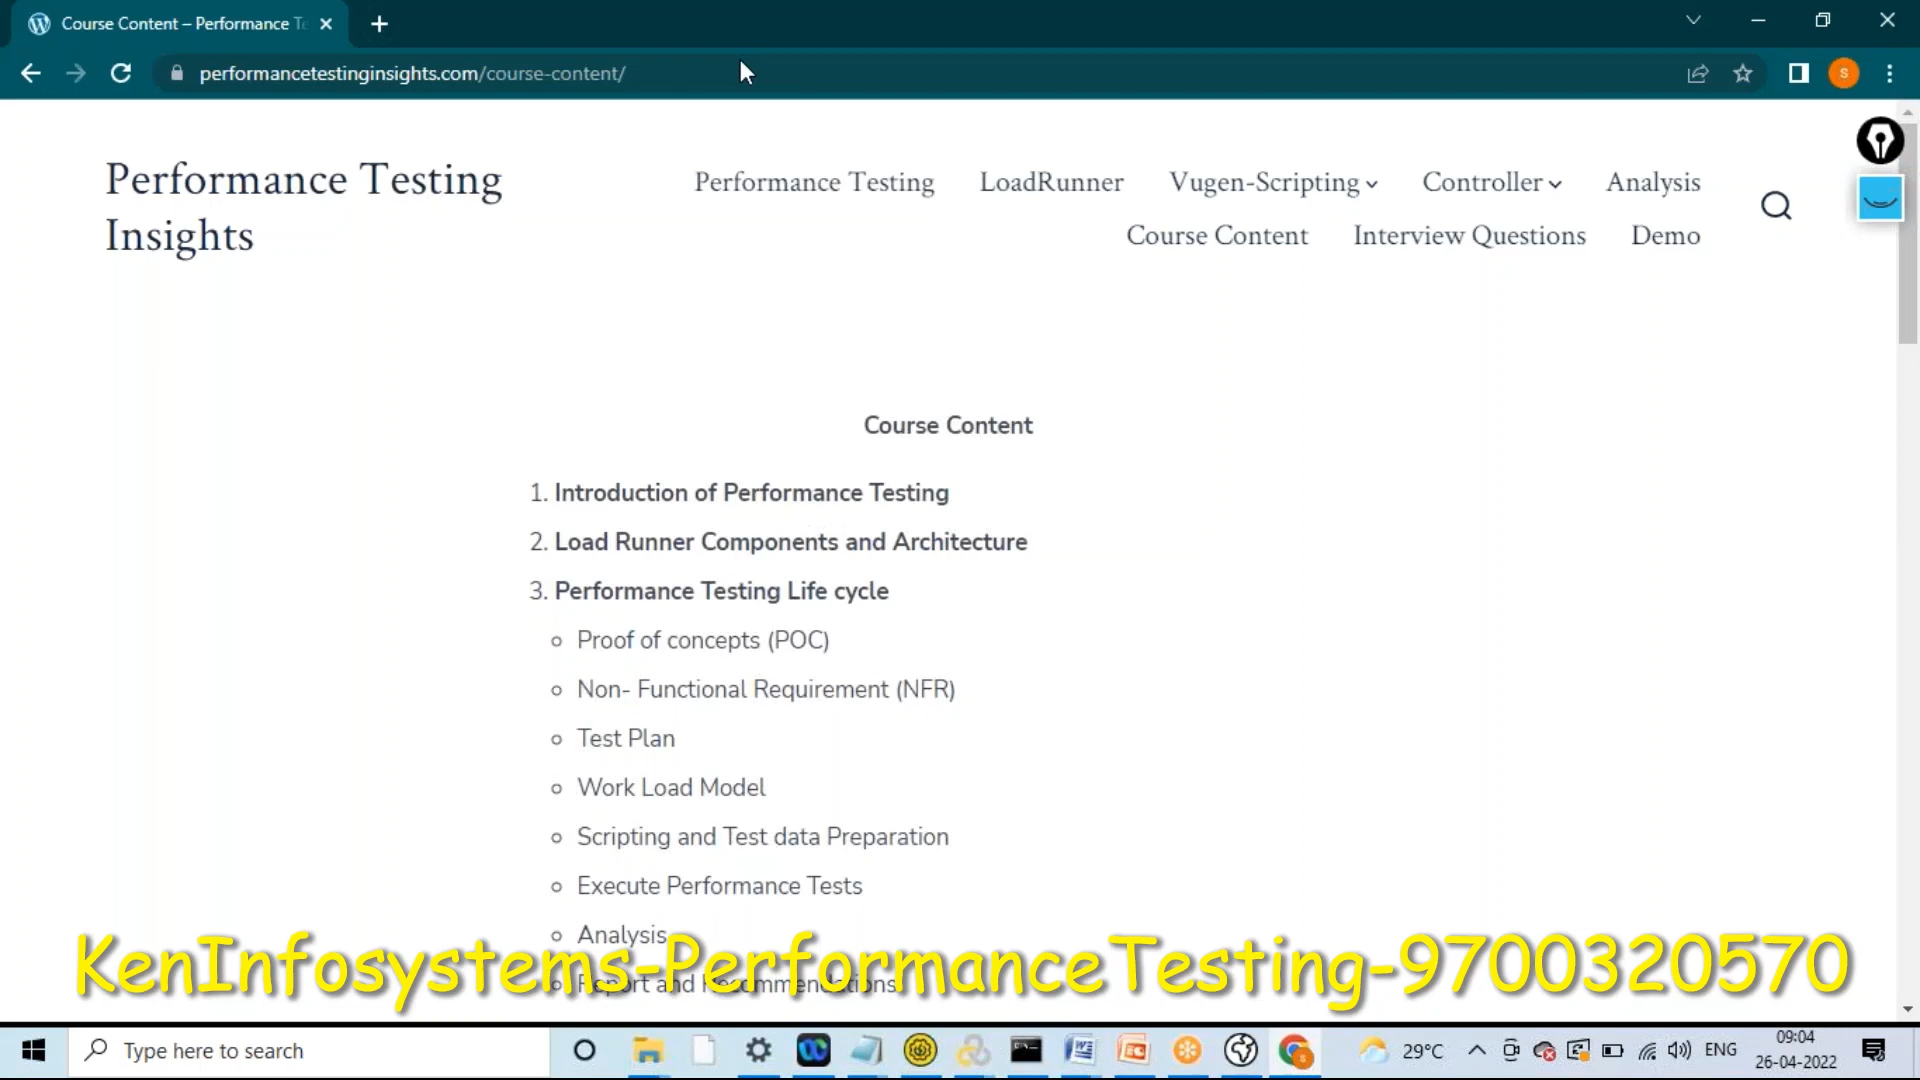 Course Content – Performance Te
performancetestinginsights.com/course-content/
S
Performance Testing
Insights
Performance Testing LoadRunner Vugen-Scripting Controller Analysis
Course Content Interview Questions Demo
Course Content
1. Introduction of Performance Testing
2. Load Runner Components and Architecture
3. Performance Testing Life cycle
Proof of concepts (POC)
Non- Functional Requirement (NFR)
Test Plan
Work Load Model
Scripting and Test data Preparation
Execute Performance Tests
Analysis
Report and Recommendations
KenInfosystems-PerformanceTesting-9700320570
Type here to search
29°C
ENG
09:04
26-04-2022